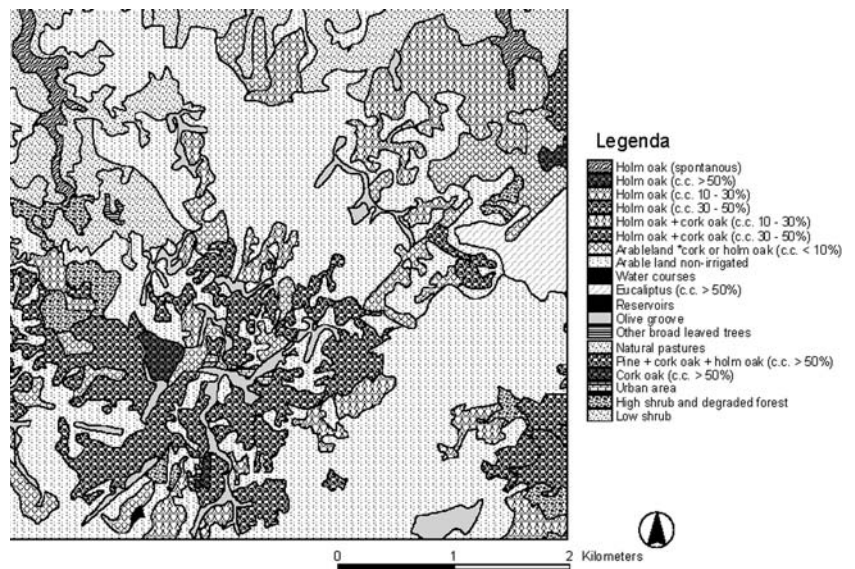 Legenda
Holm oak (spontanous)
Holm oak (c.c. >50%)
Holm oak (c.c. 10 - 30%)
Holm oak (c.c. 30 - 50%)
Holm oak + cork oak (c.c. 10 - 30%)
Holm oak + cork oak (c.c. 30 - 50%)
Arableland *cork or holm oak (c.c. < 10%)
Arable land non-irrigated
Water courses
Eucaliptus (c.c. > 50%)
Reservoirs
Olive groove
Other broad leaved trees
Natural pastures
Pine + cork oak + holm oak (c.c. > 50%)
Cork oak (c.c. > 50%)
Urban area
High shrub and degraded forest
Low shrub
0 1 2 Kilometers